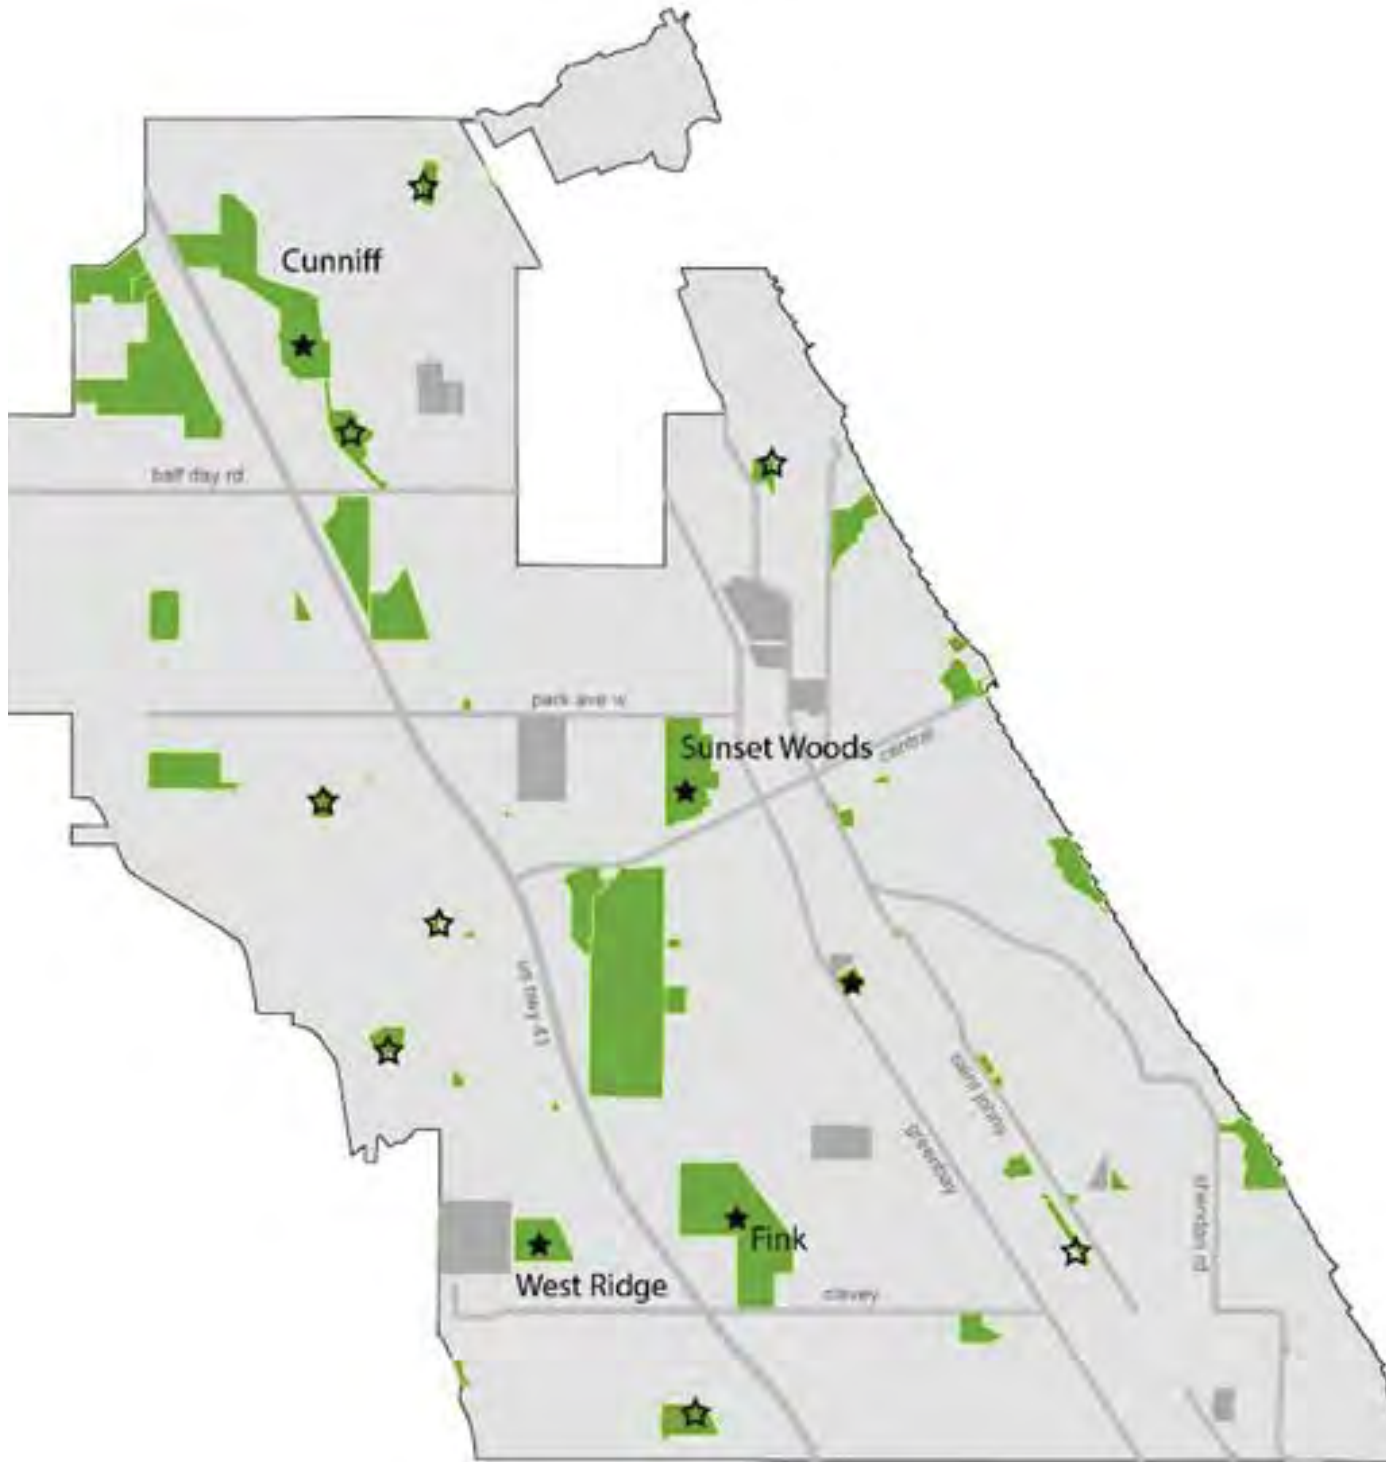 Cunniff
half day rd
park ave w
Sunset Woods
central
us hwy 41
saint johns
greenbay
sheridan rd
Fink
West Ridge
clavey